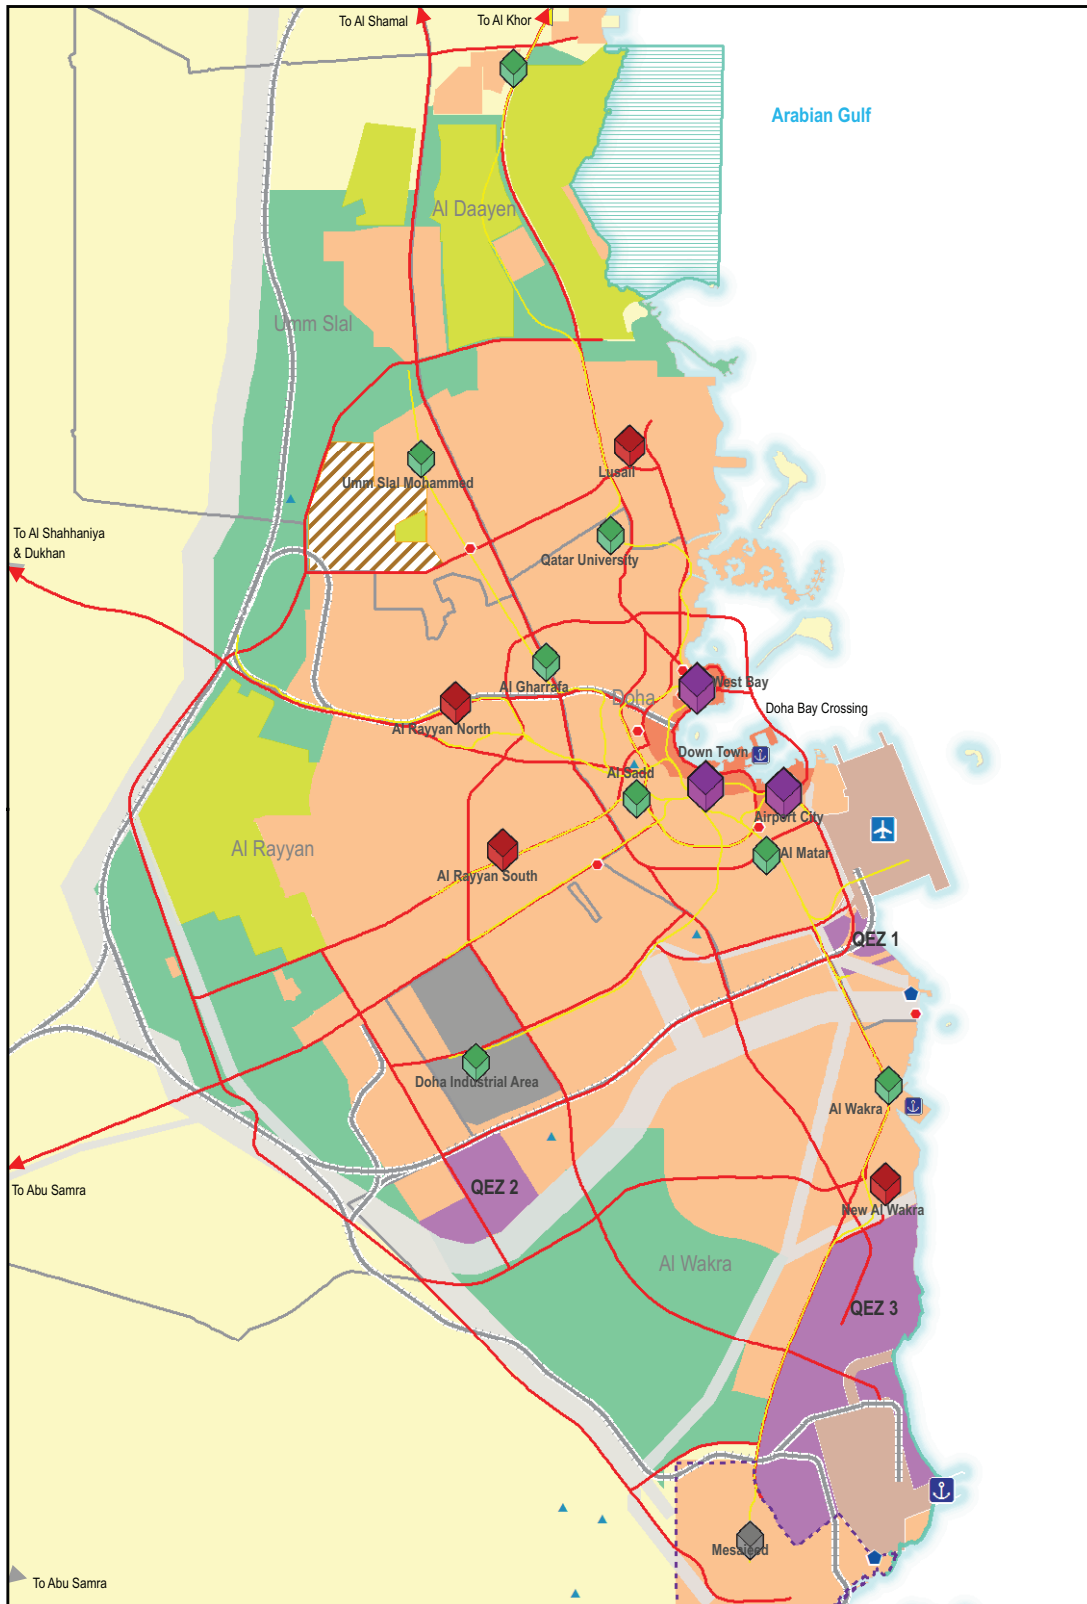 To Al Shamal
To Al Khor
Arabian Gulf
Al Daayen
Umm Slal
Lusail
Umm Slal Mohammed
To Al Shahhaniya
& Dukhan
Qatar University
Al Gharrafa
West Bay
Doha
Doha Bay Crossing
Al Rayyan North
Down Town
Al Sadd
Airport City
Al Rayyan
Al Matar
Al Rayyan South
QEZ 1
Doha Industrial Area
Al Wakra
QEZ 2
To Abu Samra
New Al Wakra
Al Wakra
QEZ 3
Mesaieed
To Abu Samra